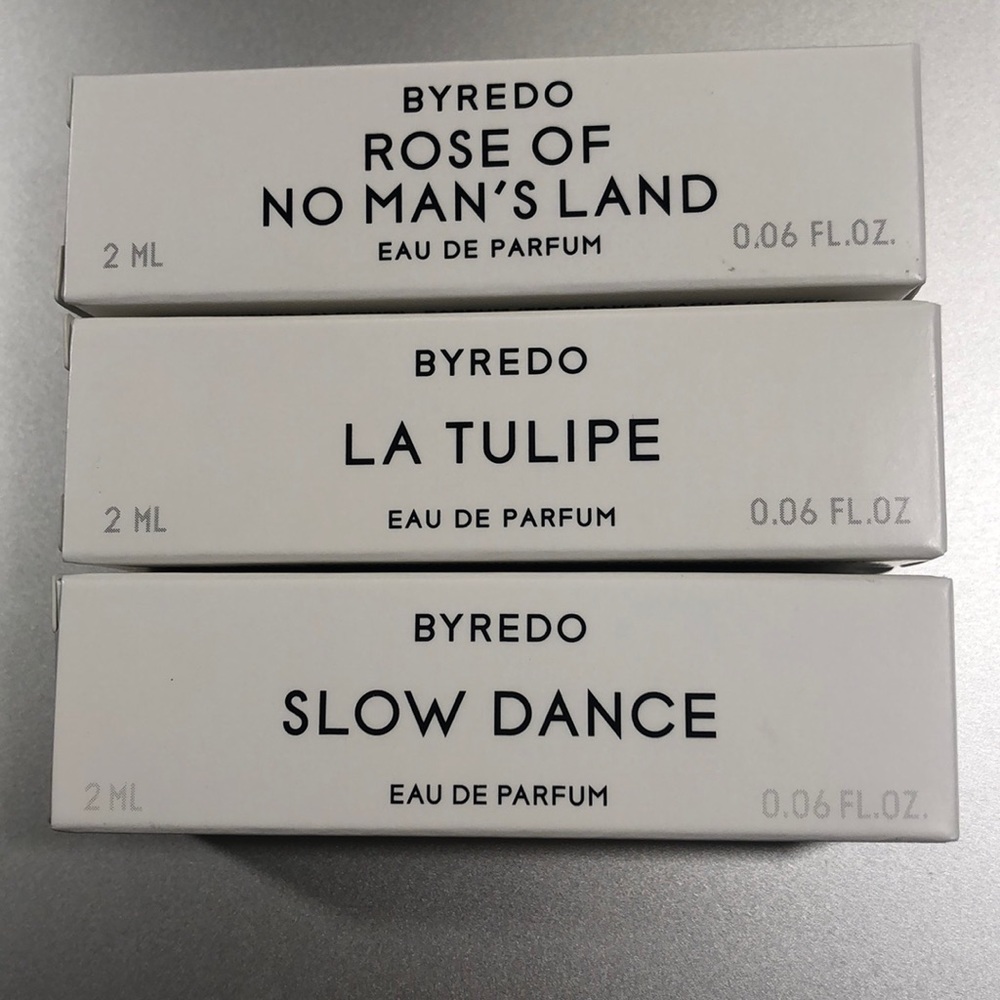 BYREDO
ROSE OF
NO MAN'S LAND
EAU DE PARFUM
2 ML
0.06 FL.OZ.
BYREDO
LA TULIPE
EAU DE PARFUM
2 ML
0.06 FL.OZ
BYREDO
SLOW DANCE
EAU DE PARFUM
2 ML
0.06 FL.OZ.